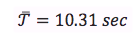 T̿ = 10.31 sec